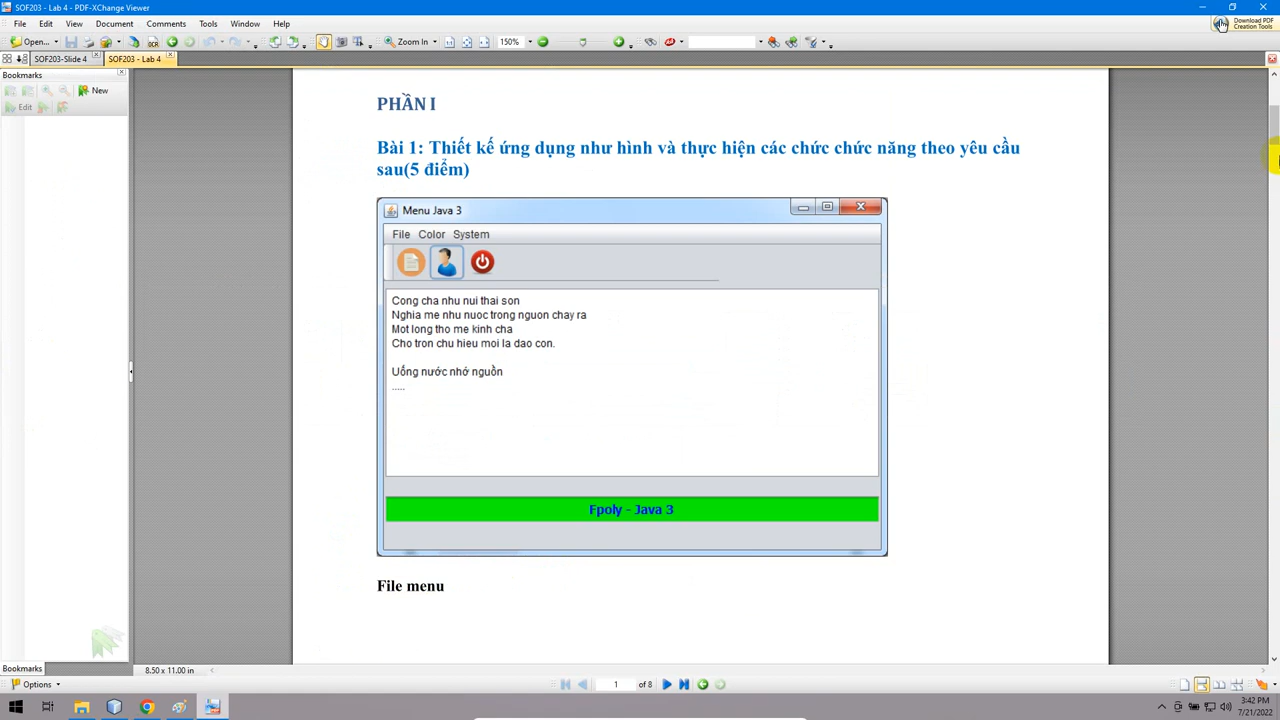 SOF203 - Lab 4 - PDF-XChange Viewer
File Edit View Document Comments Tools Window Help
Open... OCR Zoom In 150%
Download PDF
Creation Tools
SOF203-Slide 4 SOF203 - Lab 4
Bookmarks
New
Edit
PHẦN I
Bài 1: Thiết kế ứng dụng như hình và thực hiện các chức chức năng theo yêu cầu
sau(5 điểm)
Menu Java 3
File Color System
Cong cha nhu nui thai son
Nghia me nhu nuoc trong nguon chay ra
Mot long tho me kinh cha
Cho tron chu hieu moi la dao con.
Uống nước nhớ nguồn
.....
Fpoly - Java 3
File menu
Bookmarks
8.50 x 11.00 in
Options
1 of 8
3:42 PM
7/21/2022